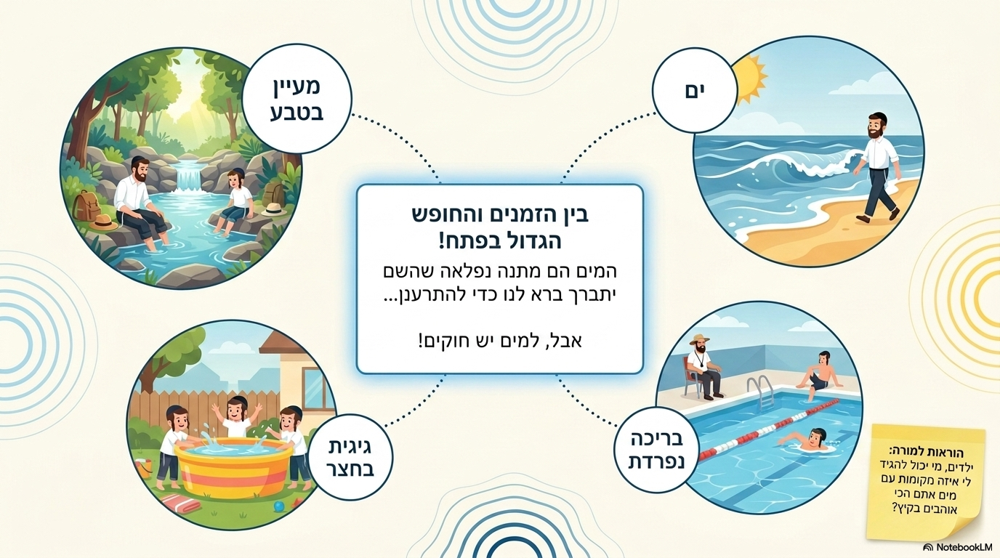 ים
מעיין
בטבע
בין הזמנים והחופש
הגדול בפתח!
המים הם מתנה נפלאה שהשם
יתברך ברא לנו כדי להתרענן...
אבל, למים יש חוקים!
בריכה
נפרדת
גיגית
בחצר
הוראות למורה:
ילדים, מי יכול להגיד
לי איזה מקומות עם
מים אתם הכי
אוהבים בקיץ?
NotebookLM